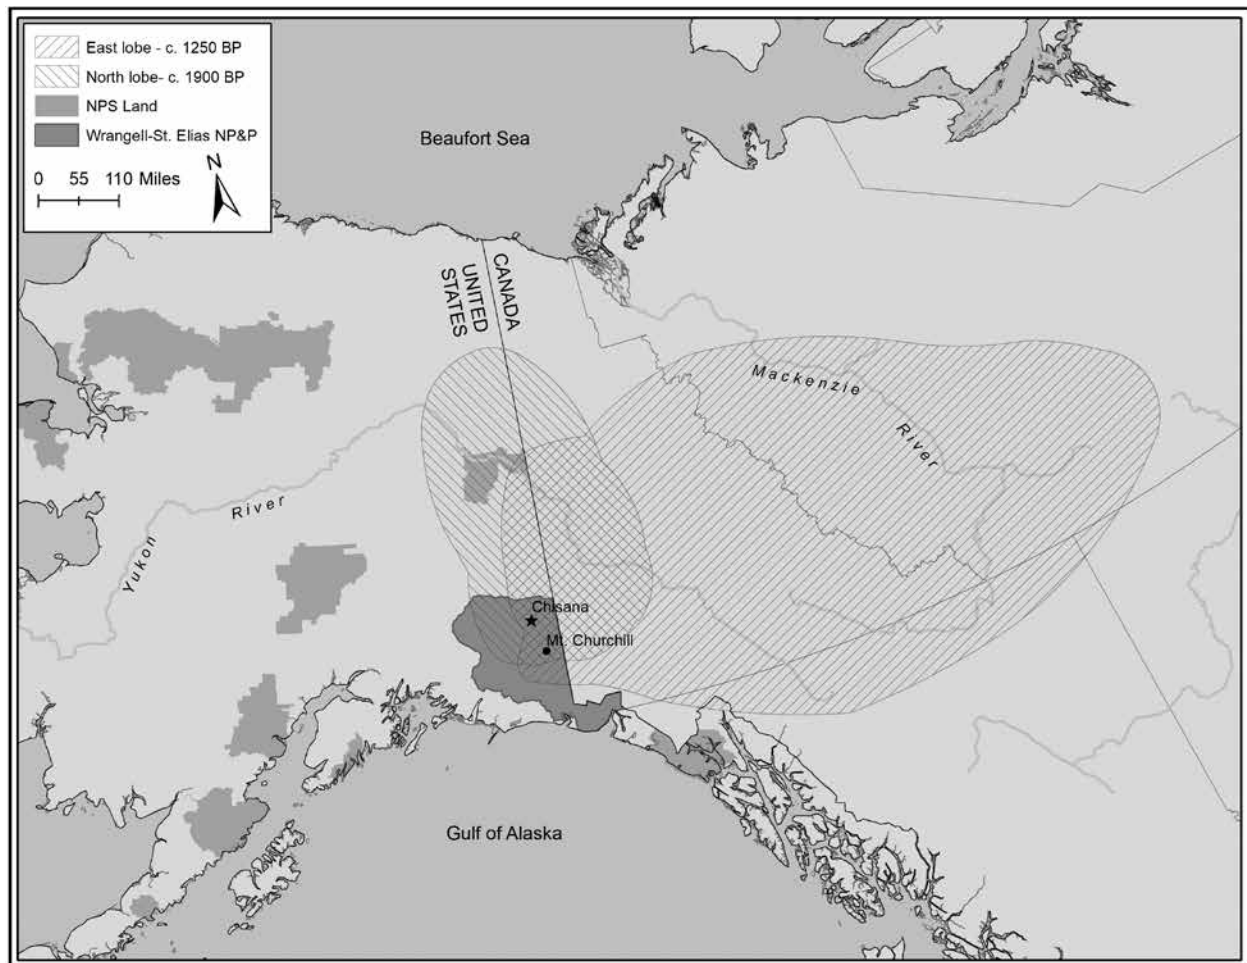 East lobe - c. 1250 BP
North lobe- c. 1900 BP
NPS Land
Wrangell-St. Elias NP&P
N
0 55 110 Miles
Beaufort Sea
CANADA
UNITED
STATES
Mackenzie
River
Yukon
River
Chisana
Mt. Churchill
Gulf of Alaska